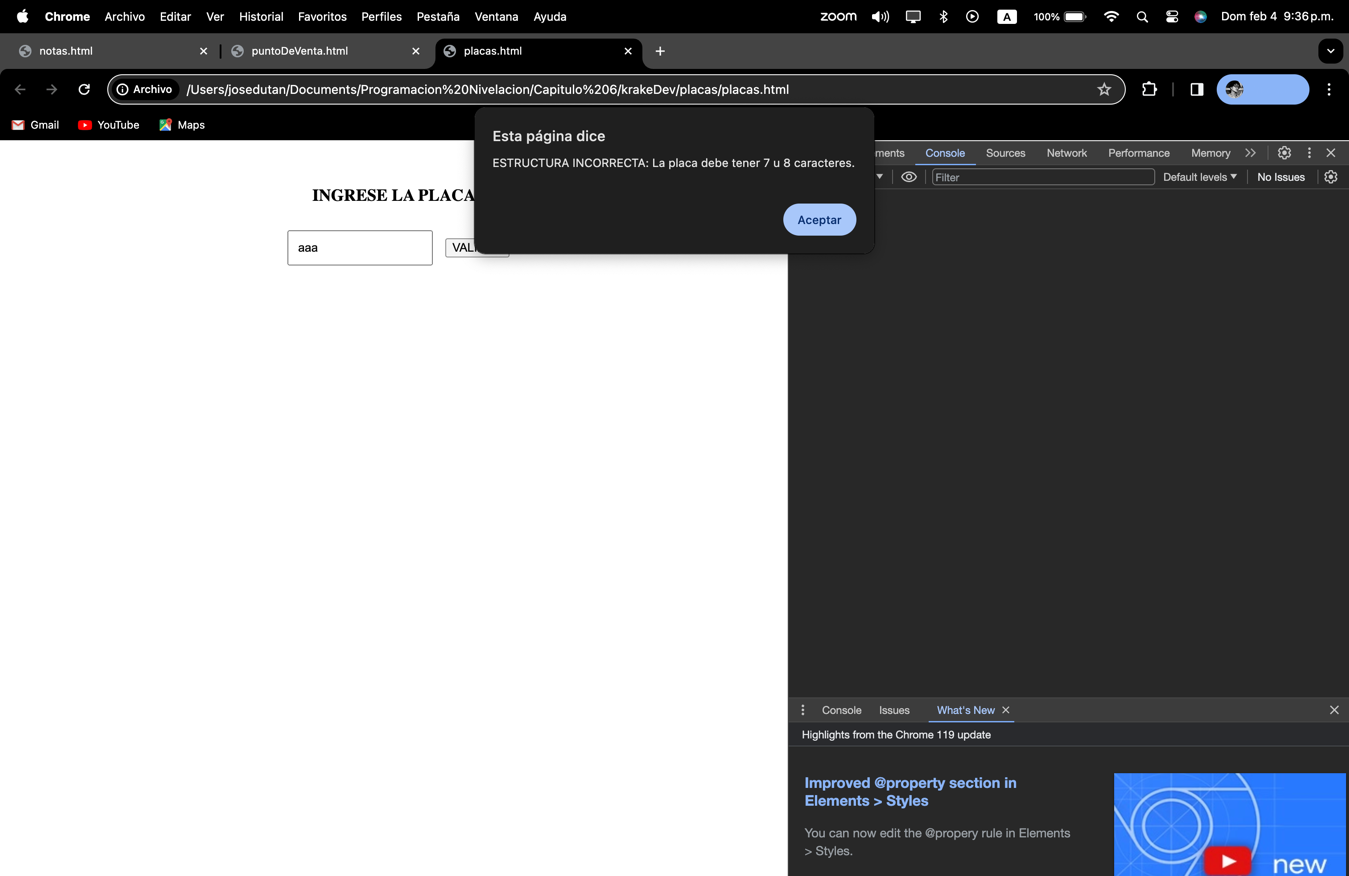 Chrome Archivo Editar Ver Historial Favoritos Perfiles Pestaña Ventana Ayuda zoom A 100% Dom feb 4 9:36 p.m.
notas.html puntoDeVenta.html placas.html
Archivo /Users/josedutan/Documents/Programacion%20Nivelacion/Capitulo%206/krakeDev/placas/placas.html
Gmail YouTube Maps
Esta página dice
ESTRUCTURA INCORRECTA: La placa debe tener 7 u 8 caracteres.
Aceptar
INGRESE LA PLACA
aaa VALI
ments Console Sources Network Performance Memory
Filter Default levels No Issues
Console Issues What's New
Highlights from the Chrome 119 update
Improved @property section in
Elements > Styles
You can now edit the @propery rule in Elements
> Styles.
new